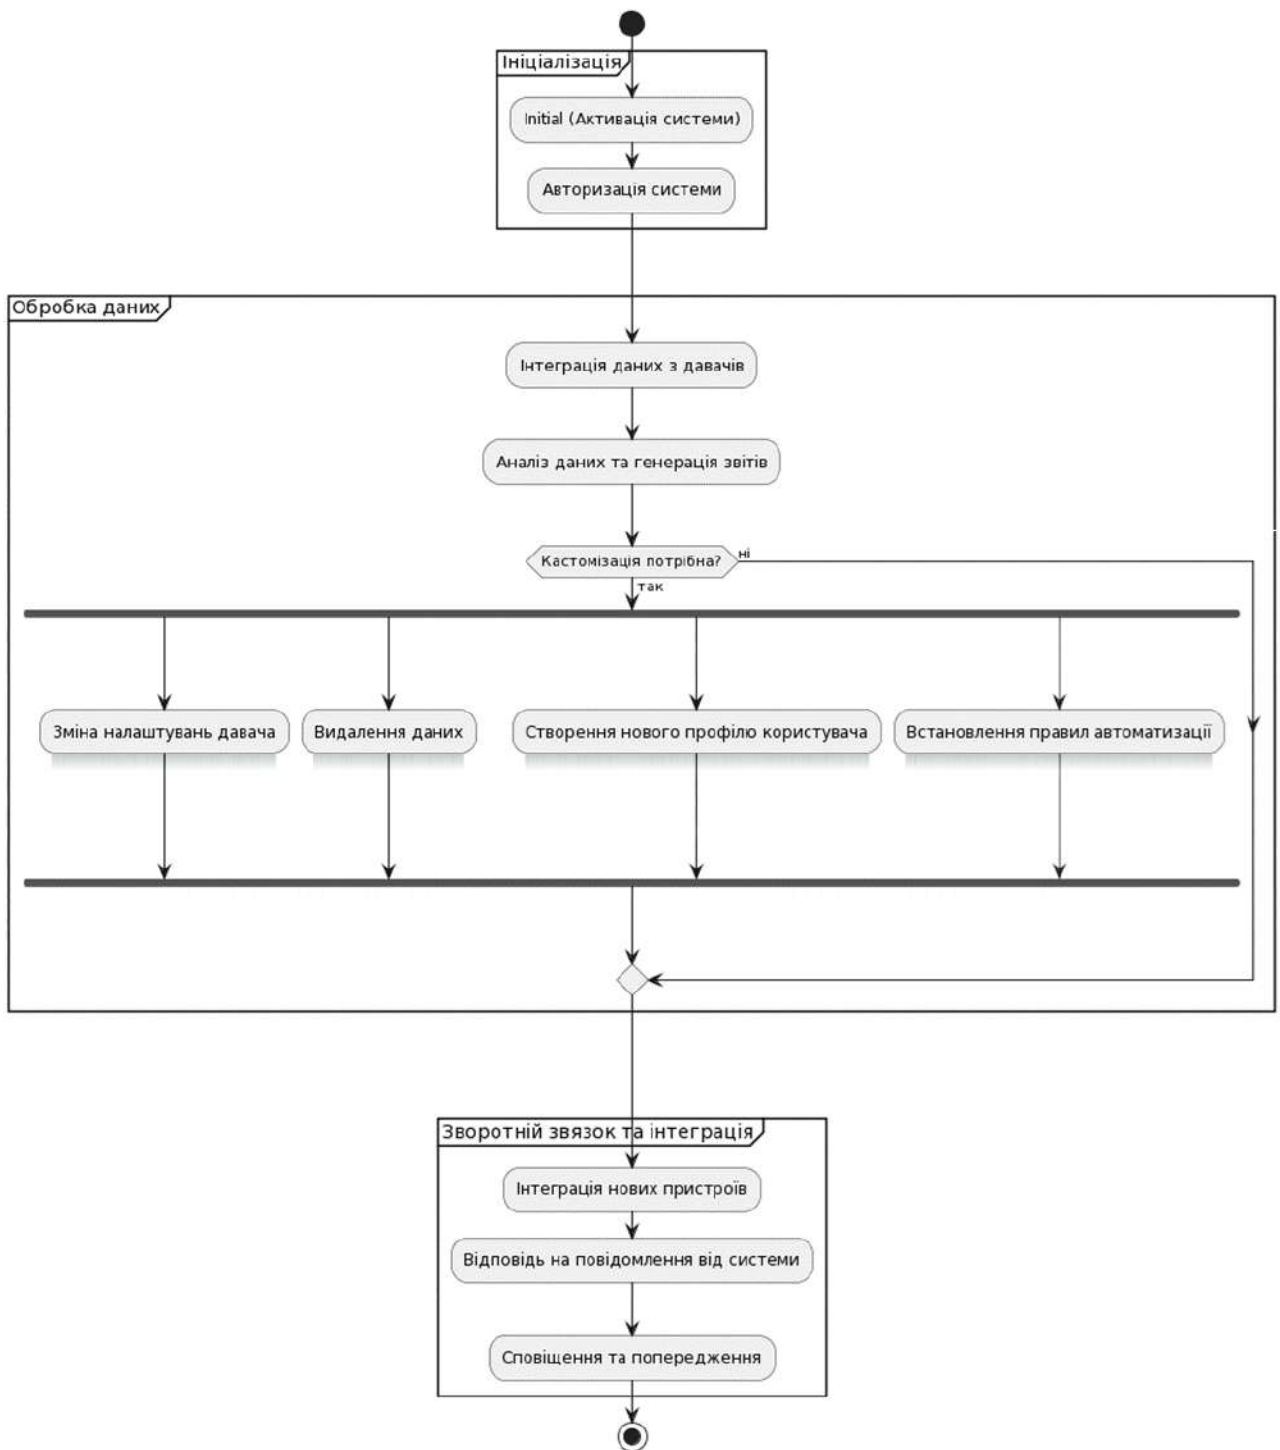 Ініціалізація
Initial (Активація системи)
Авторизація системи
Обробка даних
Інтеграція даних з давачів
Аналіз даних та генерація звітів
Кастомізація потрібна?
ні
так
Зміна налаштувань давача
Видалення даних
Створення нового профілю користувача
Встановлення правил автоматизації
Зворотній звязок та інтеграція
Інтеграція нових пристроїв
Відповідь на повідомлення від системи
Сповіщення та попередження